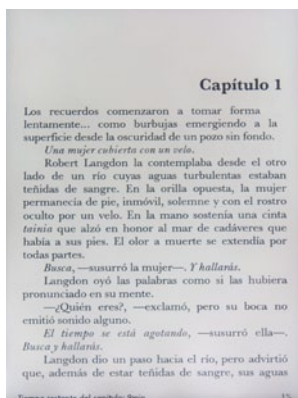 Capítulo 1
Los recuerdos comenzaron a tomar forma
lentamente... como burbujas emergiendo a la
superficie desde la oscuridad de un pozo sin fondo.
Una mujer cubierta con un velo.
Robert Langdon la contemplaba desde el otro
lado de un río cuyas aguas turbulentas estaban
teñidas de sangre. En la orilla opuesta, la mujer
permanecía de pie, inmóvil, solemne y con el rostro
oculto por un velo. En la mano sostenía una cinta
tainia que alzó en honor al mar de cadáveres que
había a sus pies. El olor a muerte se extendía por
todas partes.
Busca, —susurró la mujer—. Y hallarás.
Langdon oyó las palabras como si las hubiera
pronunciado en su mente.
—¿Quién eres?, —exclamó, pero su boca no
emitió sonido alguno.
El tiempo se está agotando, —susurró ella—.
Busca y hallarás.
Langdon dio un paso hacia el río, pero advirtió
que, además de estar teñidas de sangre, sus aguas